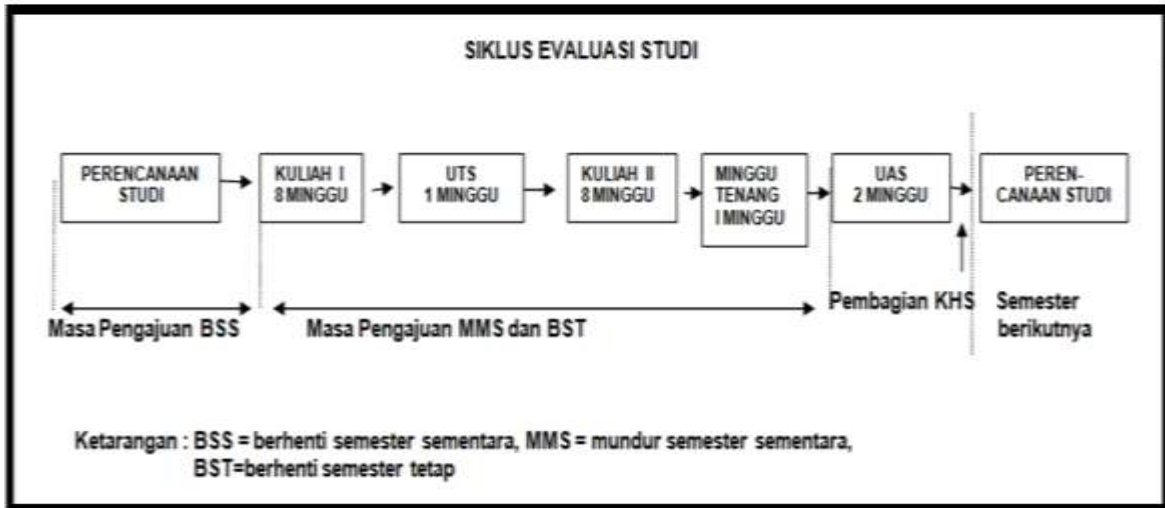 SIKLUS EVALUASI STUDI
PERENCANAAN
STUDI
KULIAH I
8 MINGGU
UTS
1 MINGGU
KULIAH II
8 MINGGU
MINGGU
TENANG
I MINGGU
UAS
2 MINGGU
PEREN-
CANAAN STUDI
Masa Pengajuan BSS
Masa Pengajuan MMS dan BST
Pembagian KHS
Semester
berikutnya
Ketarangan : BSS = berhenti semester sementara, MMS = mundur semester sementara,
BST=berhenti semester tetap